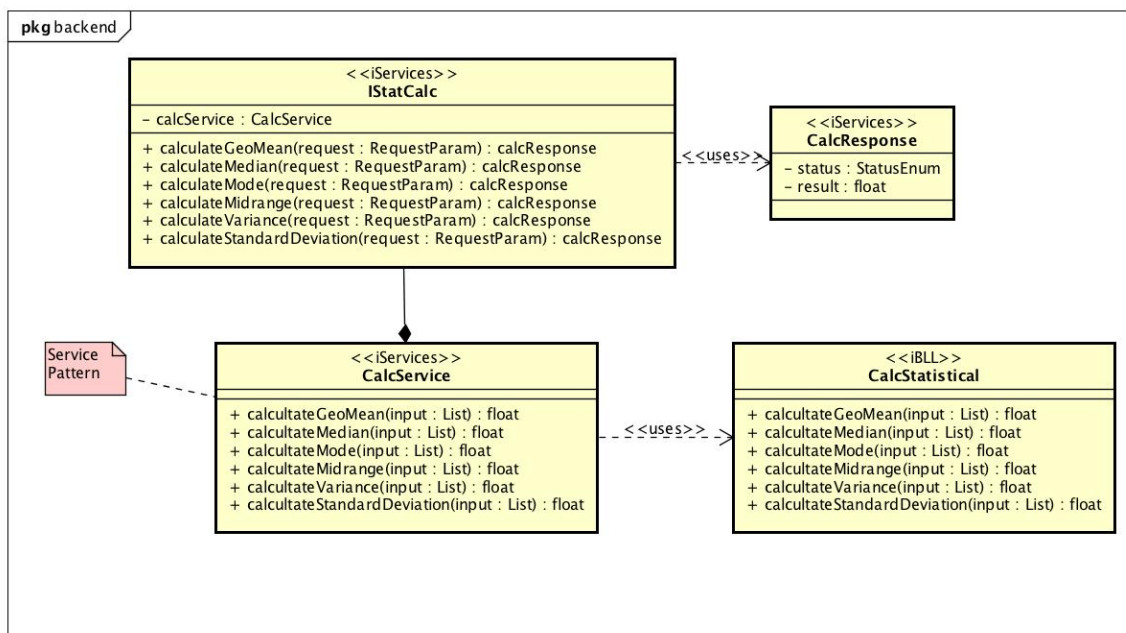 pkg backend
<<iServices>>
IStatCalc
– calcService : CalcService
+ calculateGeoMean(request : RequestParam) : calcResponse
+ calculateMedian(request : RequestParam) : calcResponse
+ calculateMode(request : RequestParam) : calcResponse
+ calculateMidrange(request : RequestParam) : calcResponse
+ calculateVariance(request : RequestParam) : calcResponse
+ calculateStandardDeviation(request : RequestParam) : calcResponse
<<uses>>
<<iServices>>
CalcResponse
– status : StatusEnum
– result : float
Service
Pattern
<<iServices>>
CalcService
+ calcultateGeoMean(input : List) : float
+ calcultateMedian(input : List) : float
+ calcultateMode(input : List) : float
+ calcultateMidrange(input : List) : float
+ calcultateVariance(input : List) : float
+ calcultateStandardDeviation(input : List) : float
<<uses>>
<<iBLL>>
CalcStatistical
+ calcultateGeoMean(input : List) : float
+ calcultateMedian(input : List) : float
+ calcultateMode(input : List) : float
+ calcultateMidrange(input : List) : float
+ calcultateVariance(input : List) : float
+ calcultateStandardDeviation(input : List) : float